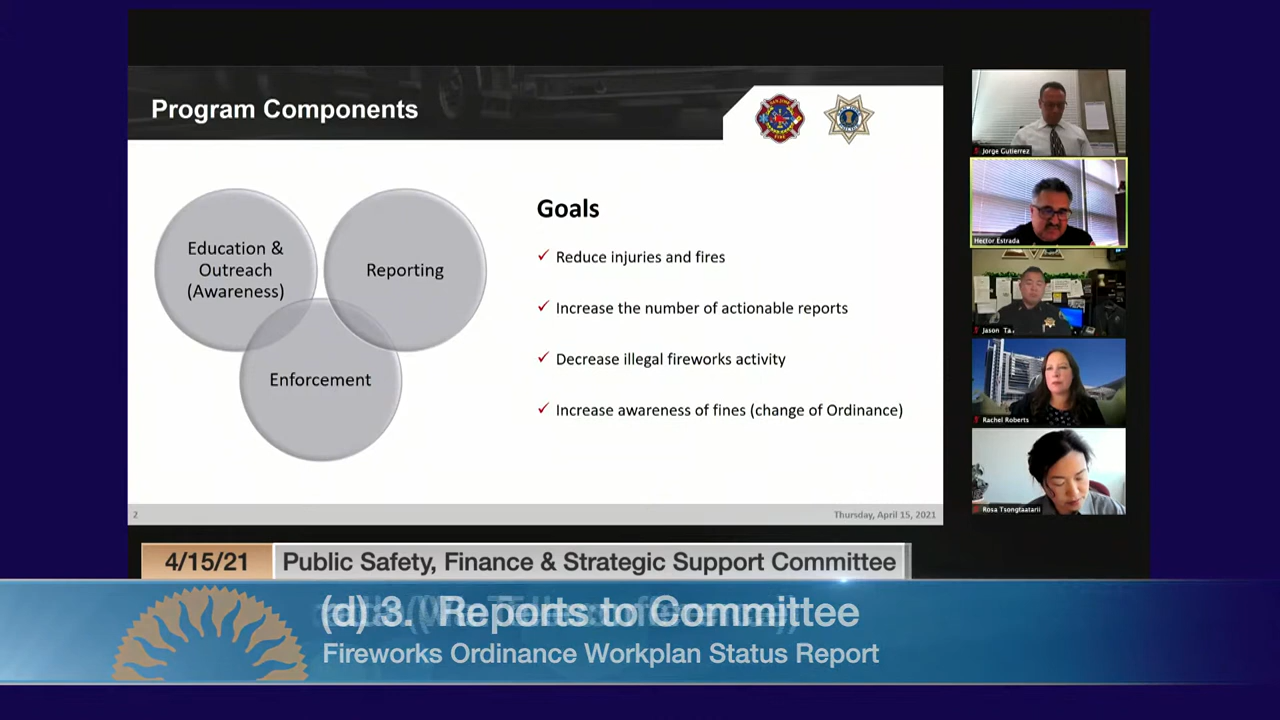 Program Components
Education &
Outreach
(Awareness)
Reporting
Enforcement
Goals
✓ Reduce injuries and fires
✓ Increase the number of actionable reports
✓ Decrease illegal fireworks activity
✓ Increase awareness of fines (change of Ordinance)
2
Thursday, April 15, 2021
Jorge Gutierrez
Hector Estrada
Jason Ta..
Rachel Roberts
Rosa Tsongtaatarii
4/15/21
Public Safety, Finance & Strategic Support Committee
(d) 3. Reports to Committee
Fireworks Ordinance Workplan Status Report